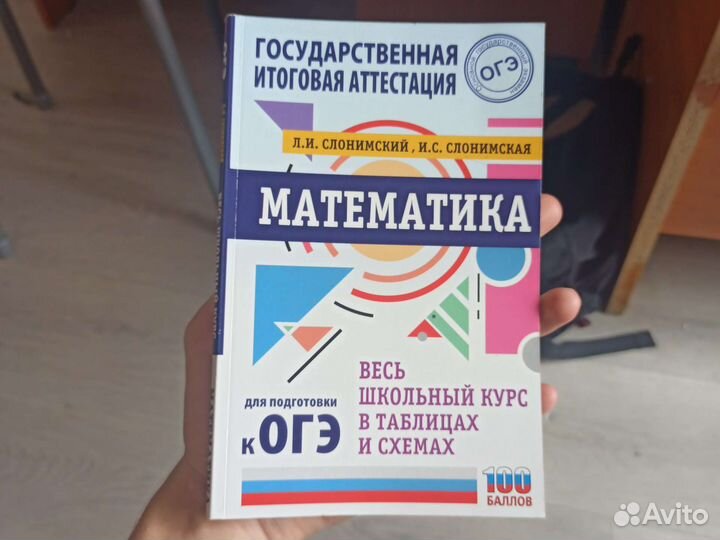 ГОСУДАРСТВЕННАЯ
ИТОГОВАЯ АТТЕСТАЦИЯ
ОГЭ
Л.И. СЛОНИМСКИЙ, И.С. СЛОНИМСКАЯ
МАТЕМАТИКА
ВЕСЬ
ШКОЛЬНЫЙ КУРС
В ТАБЛИЦАХ
И СХЕМАХ
для подготовки
к ОГЭ
100
БАЛЛОВ
Avito